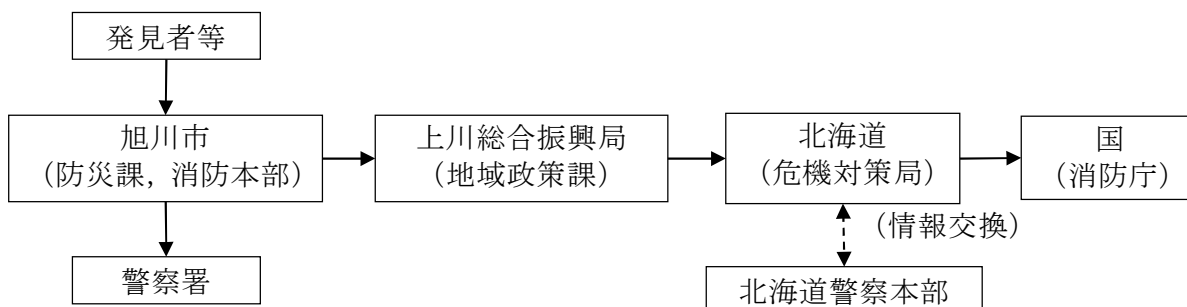 発見者等
旭川市
（防災課，消防本部）
上川総合振興局
（地域政策課）
北海道
（危機対策局）
国
（消防庁）
（情報交換）
警察署
北海道警察本部